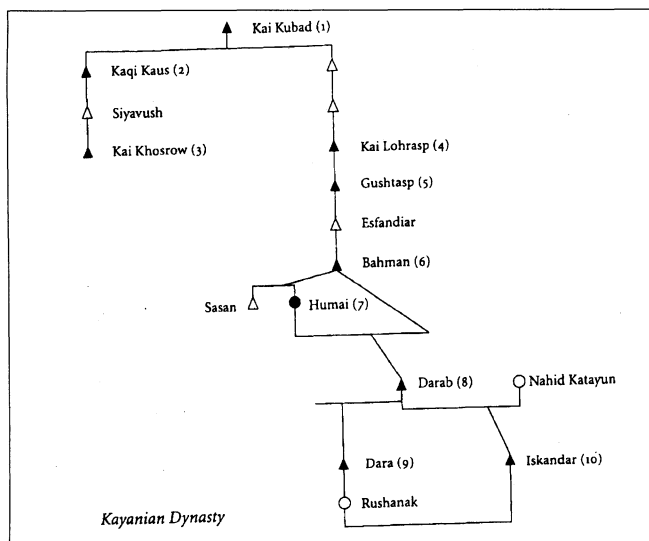 Kai Kubad (1)
Kaqi Kaus (2)
Siyavush
Kai Khosrow (3)
Kai Lohrasp (4)
Gushtasp (5)
Esfandiar
Bahman (6)
Sasan
Humai (7)
Darab (8)
Nahid Katayun
Dara (9)
Iskandar (10)
Rushanak
Kayanian Dynasty